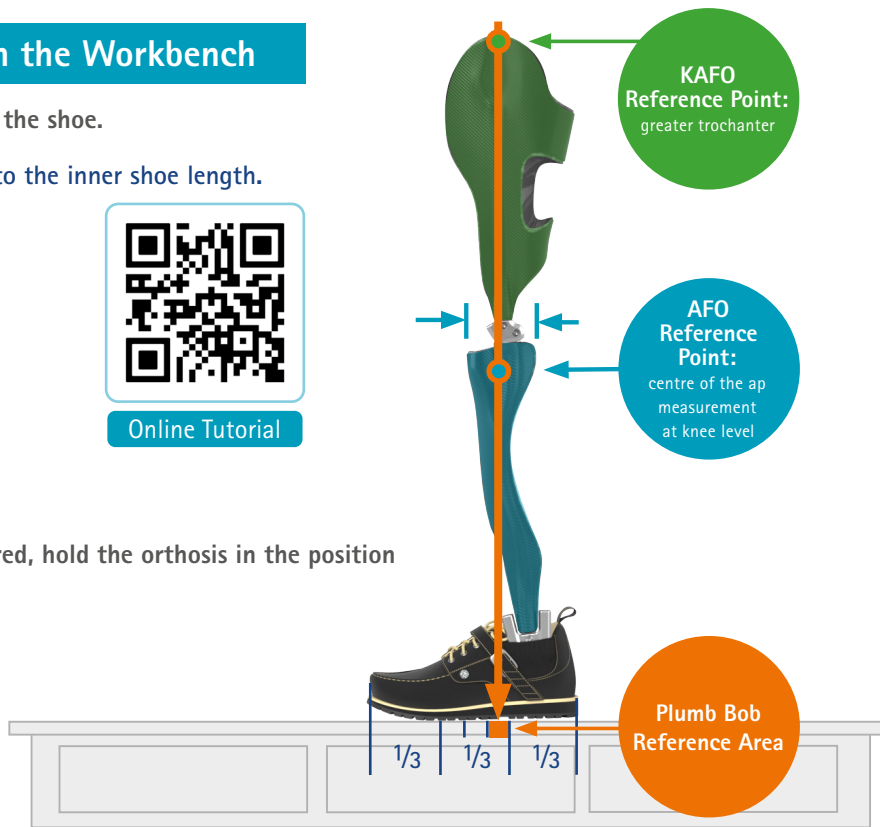 n the Workbench
the shoe.
to the inner shoe length.
Online Tutorial
red, hold the orthosis in the position
KAFO
Reference Point:
greater trochanter
AFO
Reference
Point:
centre of the ap
measurement
at knee level
Plumb Bob
Reference Area
1/3
1/3
1/3